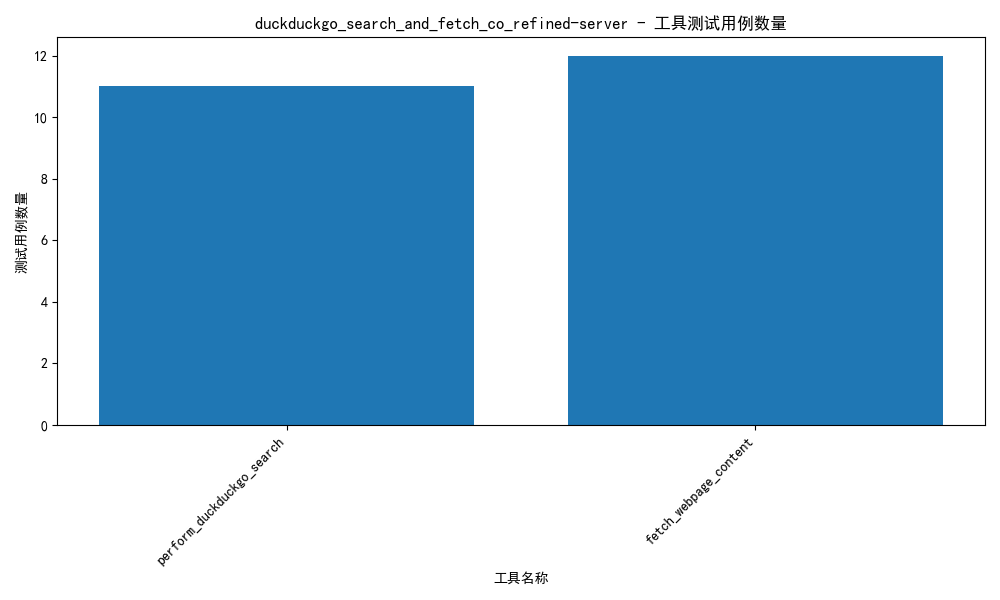 duckduckgo_search_and_fetch_co_refined-server - 工具测试用例数量
测试用例数量
12
10
8
6
4
2
0
perform_duckduckgo_search
fetch_webpage_content
工具名称